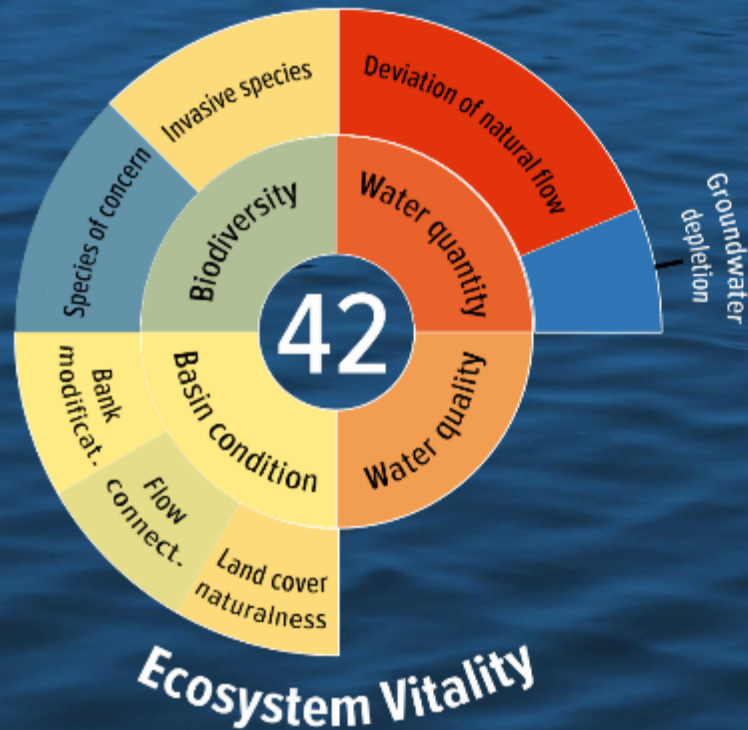 Invasive species
Deviation of natural flow
Species of concern
Biodiversity
Water quantity
Groundwater
depletion
42
Bank
modificat.
Basin condition
Water quality
Flow
connect.
Land cover
naturalness
Ecosystem Vitality